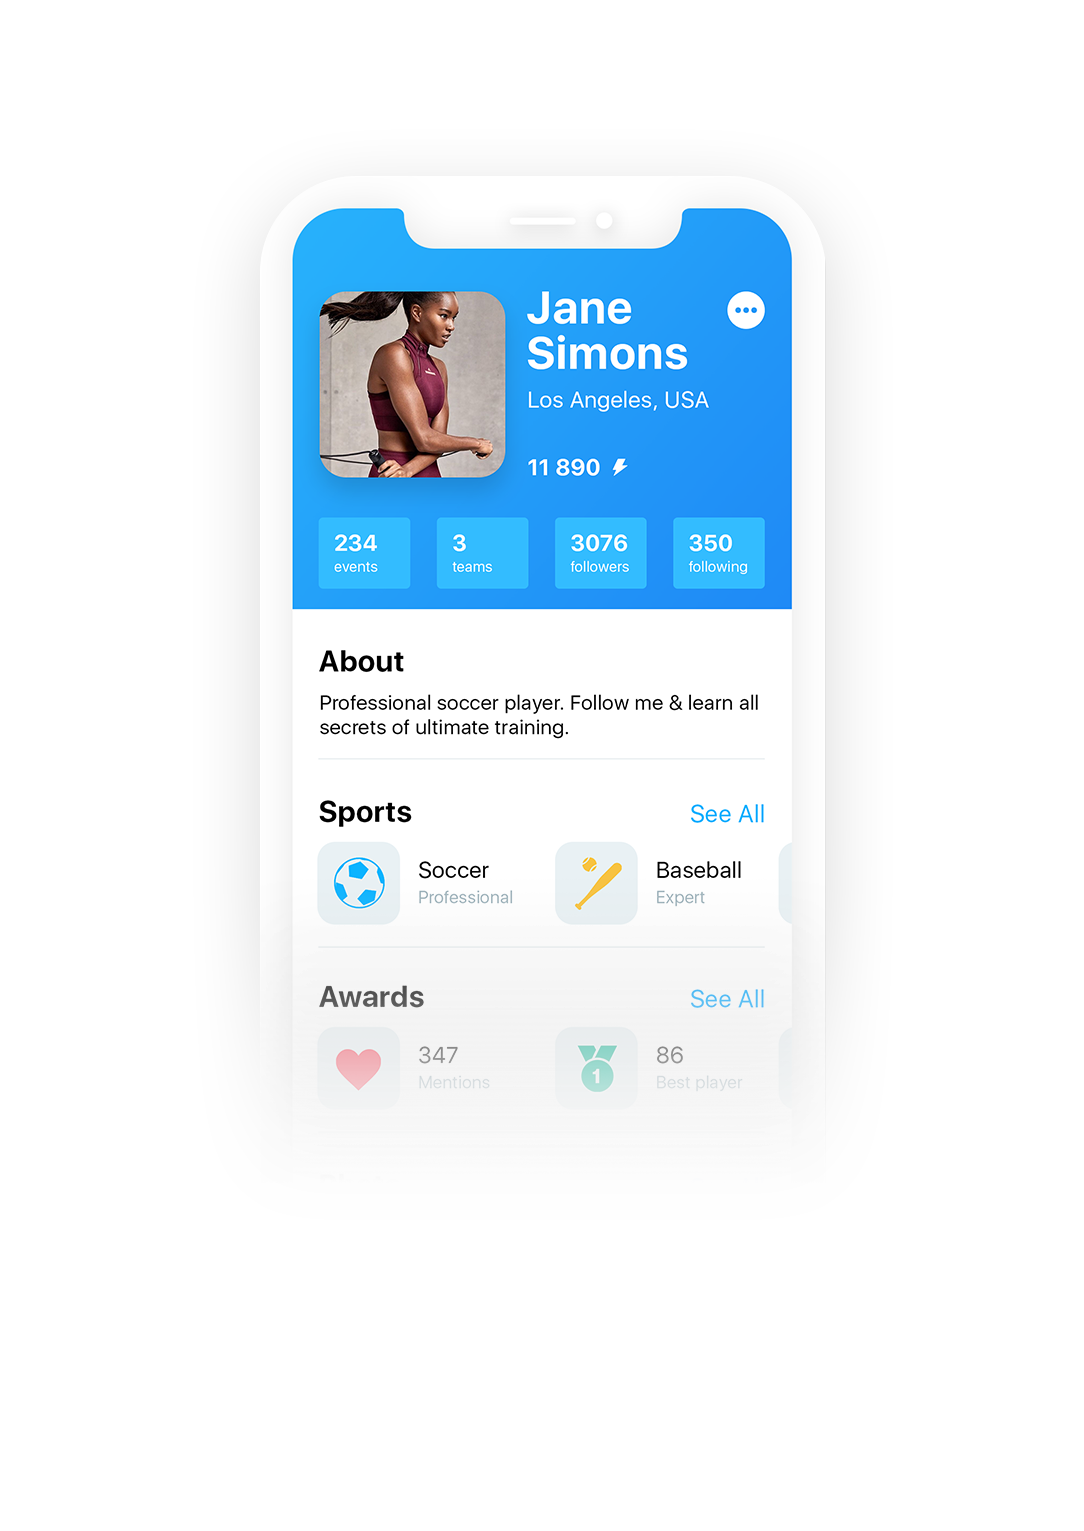 Jane
Simons
Los Angeles, USA
11 890
234
events
3
teams
3076
followers
350
following
About
Professional soccer player. Follow me & learn all
secrets of ultimate training.
Sports
See All
Soccer
Professional
Baseball
Expert
Awards
See All
347
Mentions
1
86
Best player